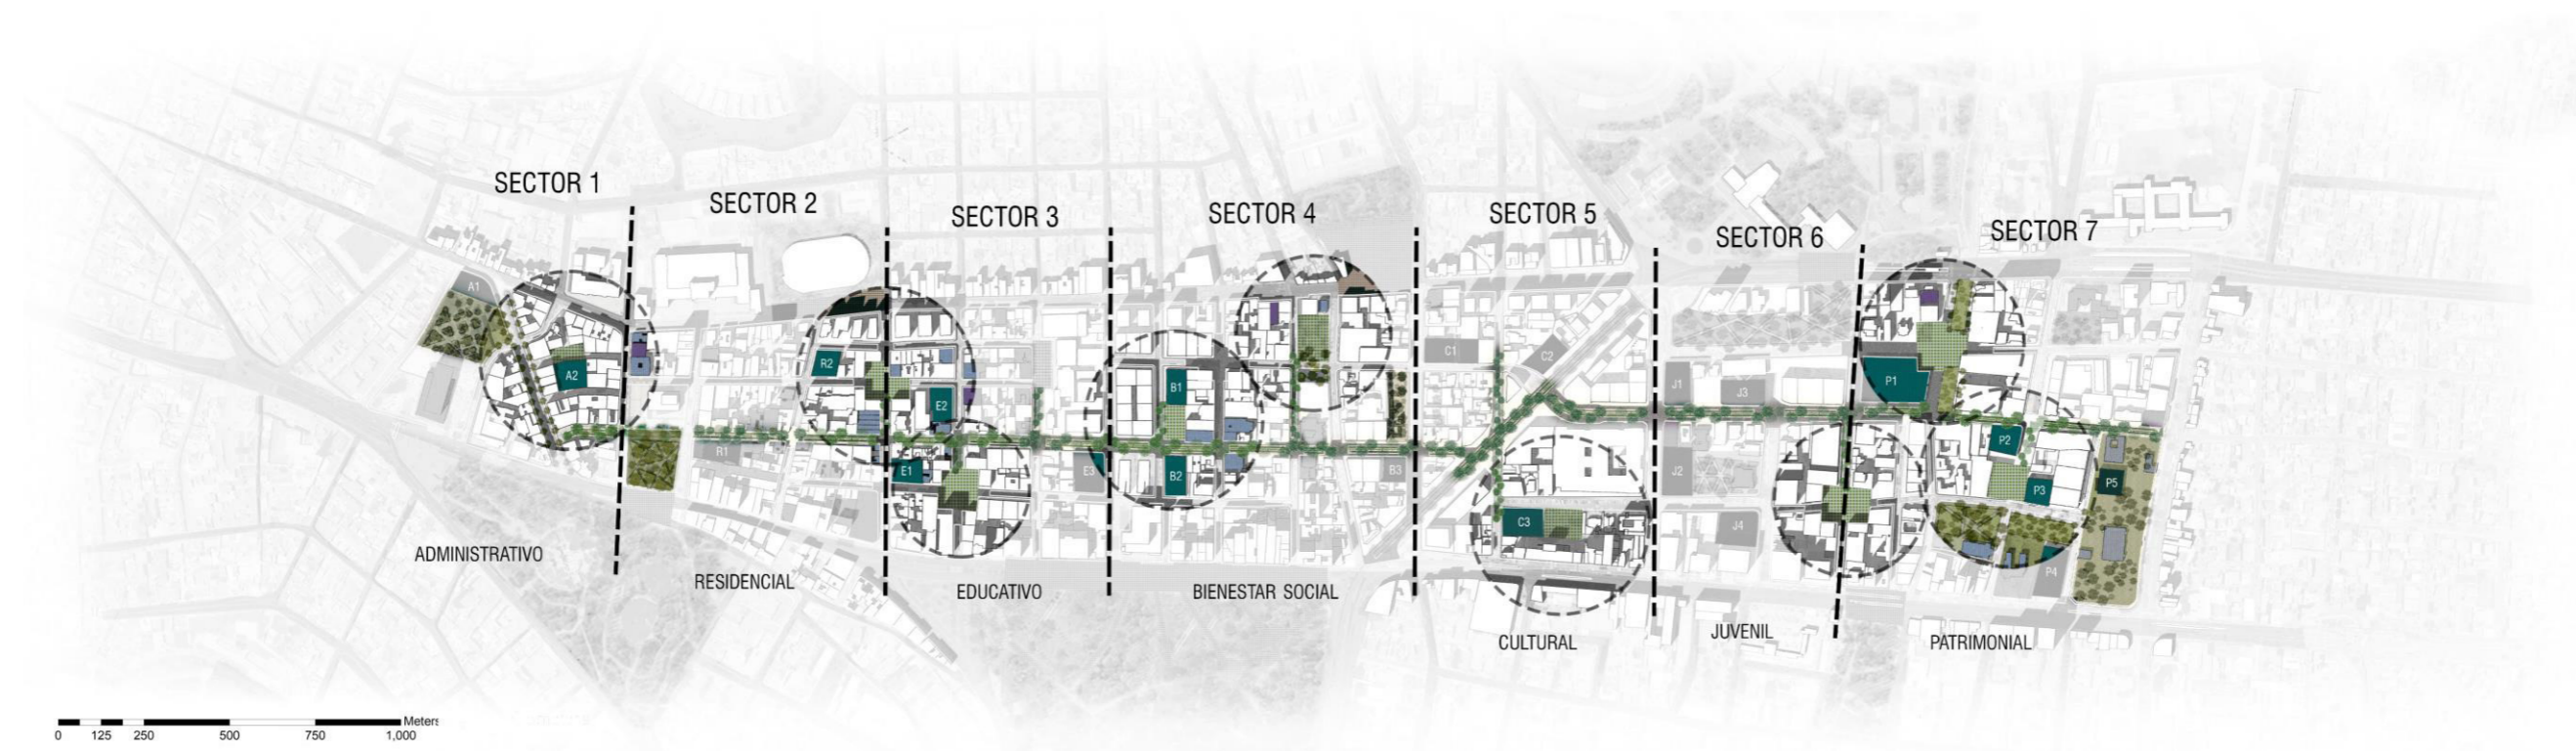 SECTOR 1
SECTOR 2
SECTOR 3
SECTOR 4
SECTOR 5
SECTOR 6
SECTOR 7
A1
A2
R2
R1
E2
E1
E3
B1
B2
B3
C1
C2
C3
J1
J3
J2
J4
P1
P2
P3
P5
P4
ADMINISTRATIVO
RESIDENCIAL
EDUCATIVO
BIENESTAR SOCIAL
CULTURAL
JUVENIL
PATRIMONIAL
Meters
0 125 250 500 750 1,000